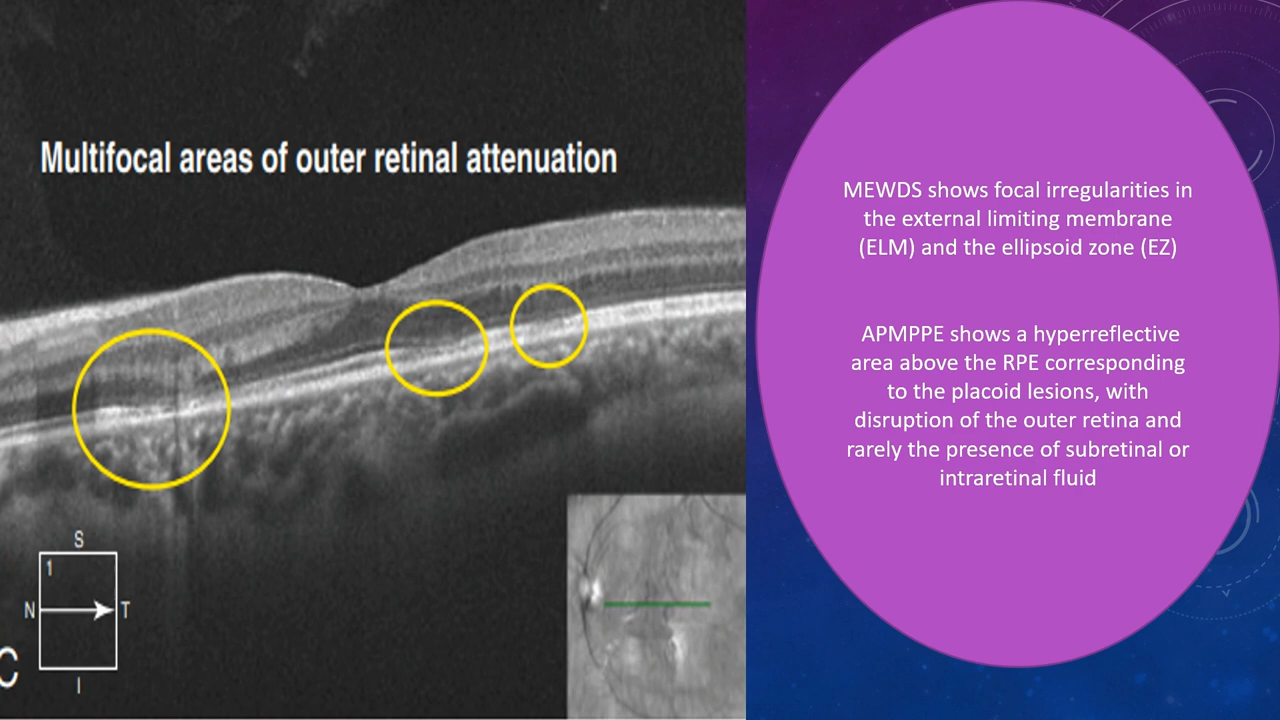 Multifocal areas of outer retinal attenuation
S
1
N T
I
C
MEWDS shows focal irregularities in
the external limiting membrane
(ELM) and the ellipsoid zone (EZ)
APMPPE shows a hyperreflective
area above the RPE corresponding
to the placoid lesions, with
disruption of the outer retina and
rarely the presence of subretinal or
intraretinal fluid